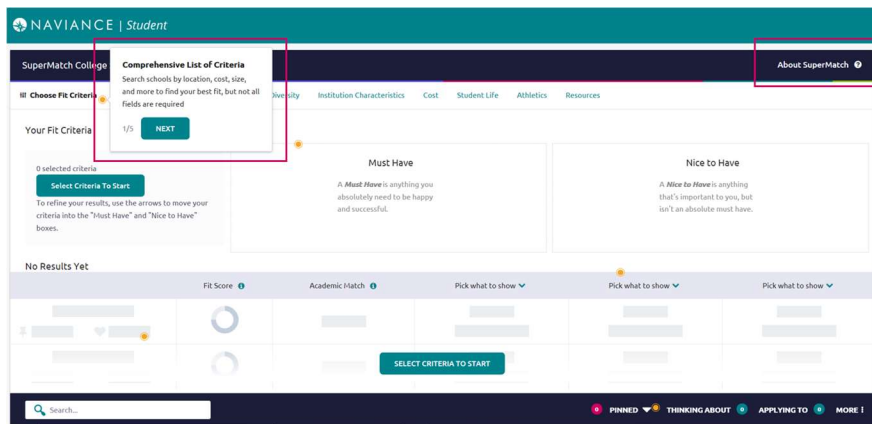 NAVIANCE | Student
SuperMatch College
About SuperMatch ?
Comprehensive List of Criteria
Search schools by location, cost, size,
and more to find your best fit, but not all
fields are required
1/5 NEXT
Choose Fit Criteria
Diversity Institution Characteristics Cost Student Life Athletics Resources
Your Fit Criteria
0 selected criteria
Select Criteria To Start
To refine your results, use the arrows to move your
criteria into the "Must Have" and "Nice to Have"
boxes.
Must Have
A Must Have is anything you
absolutely need to be happy
and successful.
Nice to Have
A Nice to Have is anything
that's important to you, but
isn't an absolute must have.
No Results Yet
Fit Score Academic Match Pick what to show Pick what to show Pick what to show
SELECT CRITERIA TO START
Search...
0 PINNED THINKING ABOUT 0 APPLYING TO 0 MORE